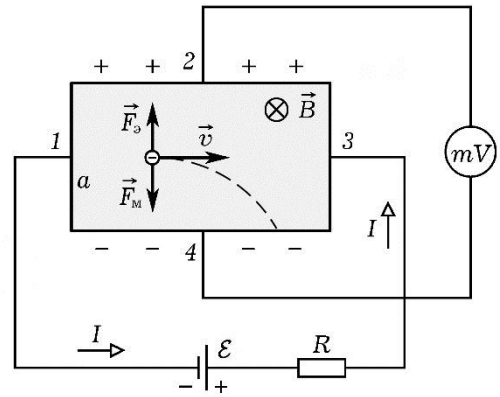 + + 2 + +
1
F⃗э
v⃗
⊗ B⃗
3
mV
a
F⃗м
I
− − 4 − −
I
ℰ
R
− +